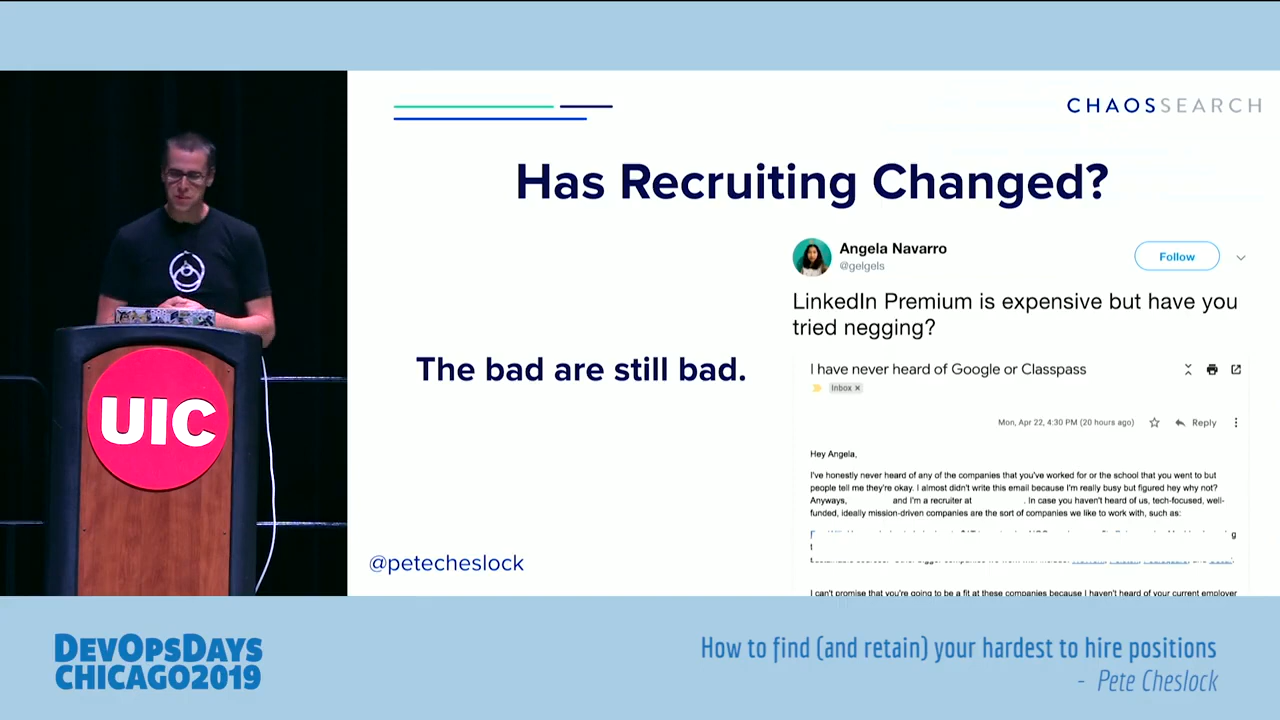 CHAOSSEARCH
Has Recruiting Changed?
Angela Navarro
@gelgels
Follow
LinkedIn Premium is expensive but have you
tried negging?
The bad are still bad.
I have never heard of Google or Classpass
Inbox ×
Mon, Apr 22, 4:30 PM (20 hours ago)
Reply
Hey Angela,
I've honestly never heard of any of the companies that you've worked for or the school that you went to but
people tell me they're okay. I almost didn't write this email because I'm really busy but figured hey why not?
Anyways, and I'm a recruiter at . In case you haven't heard of us, tech-focused, well-
funded, ideally mission-driven companies are the sort of companies we like to work with, such as:
I can't promise that you're going to be a fit at these companies because I haven't heard of your current employer
@petecheslock
UIC
DEVOPSDAYS
CHICAGO2019
How to find (and retain) your hardest to hire positions
- Pete Cheslock